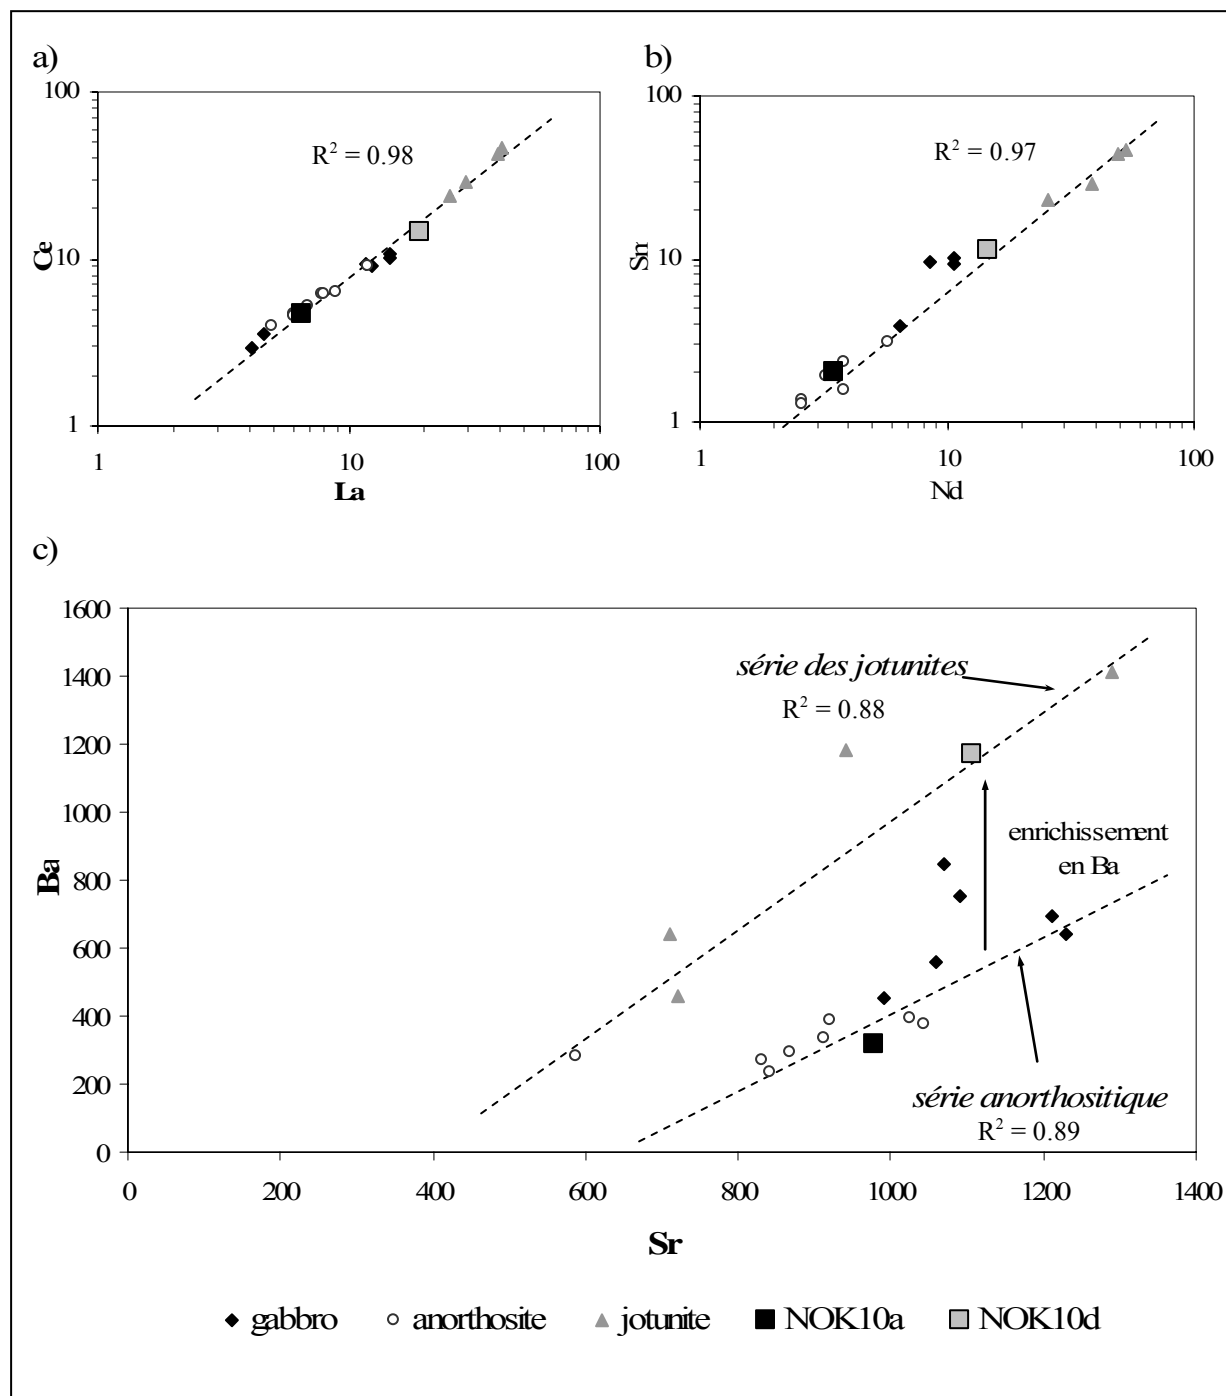 a)
100
10
1
Ce
R² = 0.98
1 10 100
La
b)
100
10
1
Sm
R² = 0.97
1 10 100
Nd
c)
1600
1400
1200
1000
800
600
400
200
0
Ba
série des jotunites
R² = 0.88
enrichissement
en Ba
série anorthositique
R² = 0.89
0 200 400 600 800 1000 1200 1400
Sr
gabbro anorthosite jotunite NOK10a NOK10d